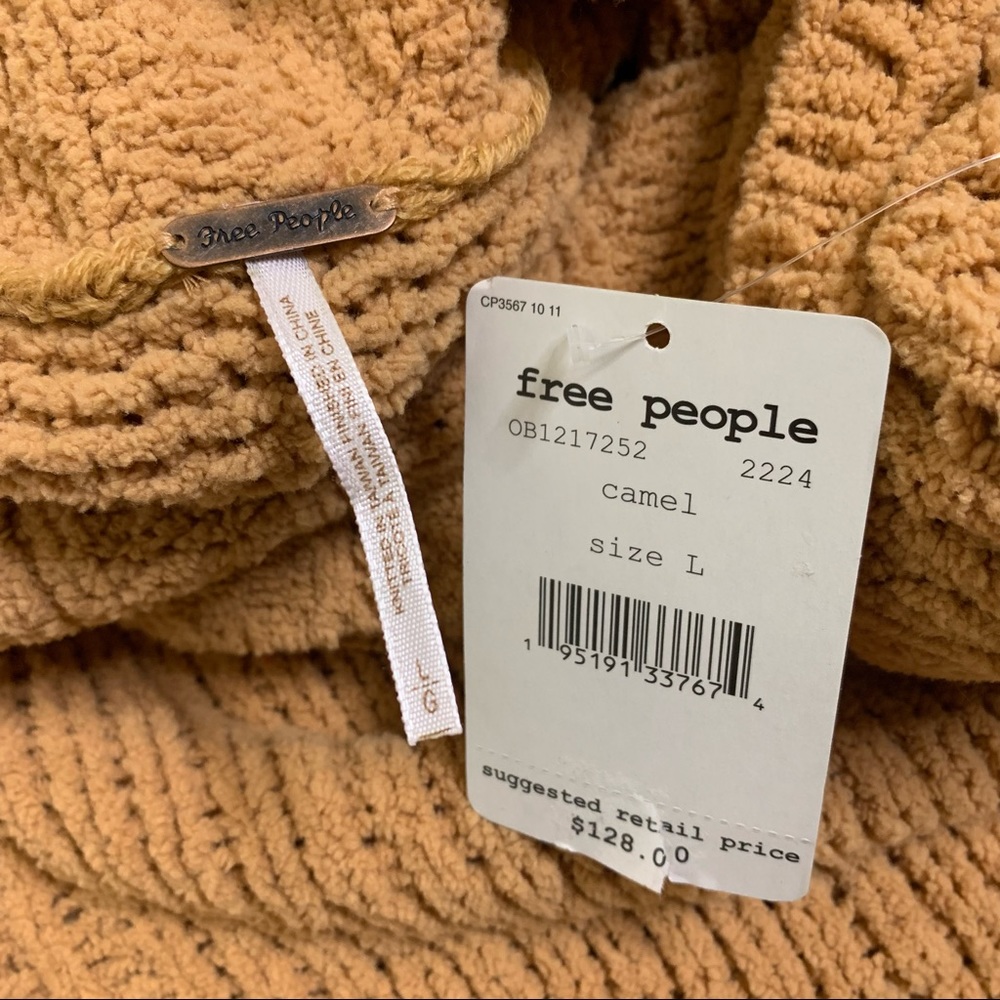 Free People
KNITTED IN TAIWAN FINISHED IN CHINA
TRICOTÉ À TAIWAN FINI EN CHINE
L
G
CP3567 10 11
free people
OB1217252
2224
camel
size L
1 95191 33767 4
suggested retail price
$128.00